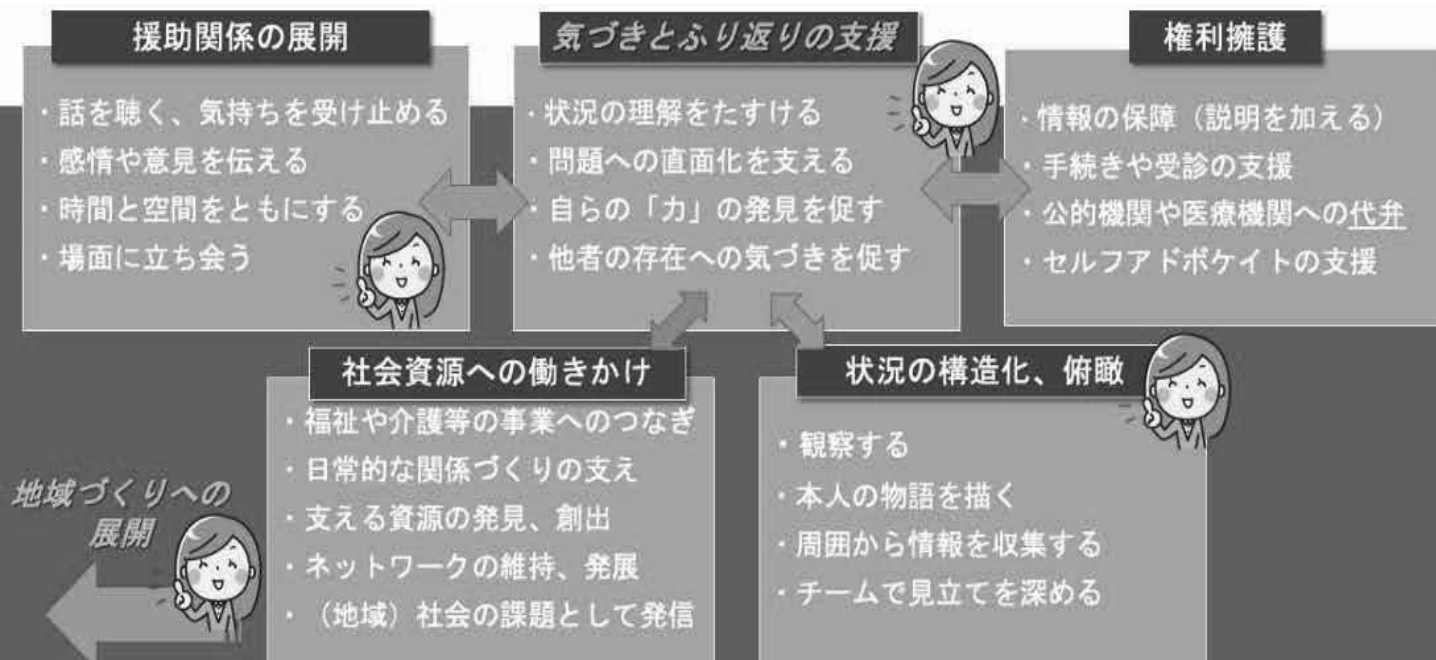 援助関係の展開
・話を聴く、気持ちを受け止める
・感情や意見を伝える
・時間と空間をともにする
・場面に立ち会う
気づきとふり返りの支援
・状況の理解をたすける
・問題への直面化を支える
・自らの「力」の発見を促す
・他者の存在への気づきを促す
権利擁護
・情報の保障（説明を加える）
・手続きや受診の支援
・公的機関や医療機関への代弁
・セルフアドボケイトの支援
社会資源への働きかけ
・福祉や介護等の事業へのつなぎ
・日常的な関係づくりの支え
・支える資源の発見、創出
・ネットワークの維持、発展
・（地域）社会の課題として発信
状況の構造化、俯瞰
・観察する
・本人の物語を描く
・周囲から情報を収集する
・チームで見立てを深める
地域づくりへの
展開